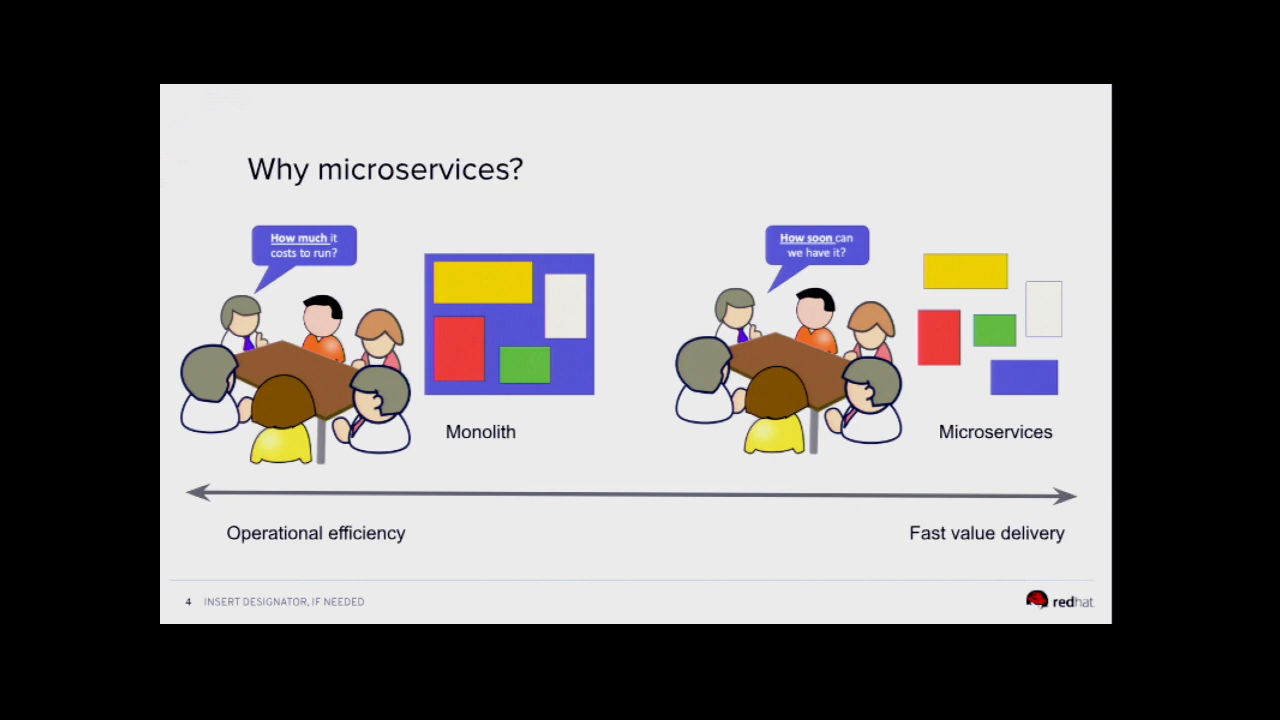 Why microservices?
How much it
costs to run?
How soon can
we have it?
Monolith
Microservices
Operational efficiency
Fast value delivery
4 INSERT DESIGNATOR, IF NEEDED
redhat.